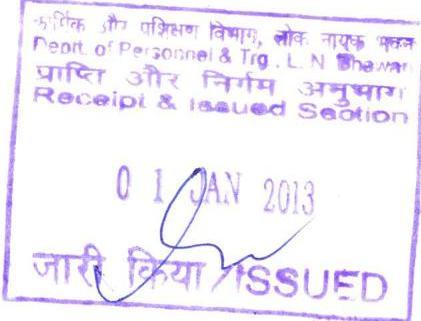 कार्मिक और प्रशिक्षण विभाग, लोक नायक भवन
Deptt. of Personnel & Trg., L. N Bhawan
प्राप्ति और निर्गम अनुभाग
Receipt & Issued Section
0 1 JAN 2013
जारी किया / ISSUED